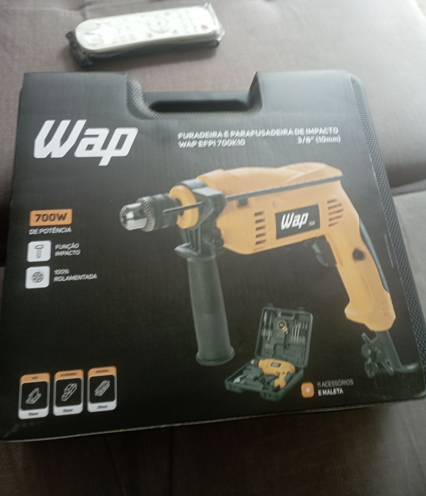 Wap
FURADEIRA E PARAFUSADEIRA DE IMPACTO
WAP EFPI 700K10 3/8" (10mm)
700W
DE POTÊNCIA
FUNÇÃO
IMPACTO
100%
ROLAMENTADA
Wap
ACESSÓRIOS
E MALETA